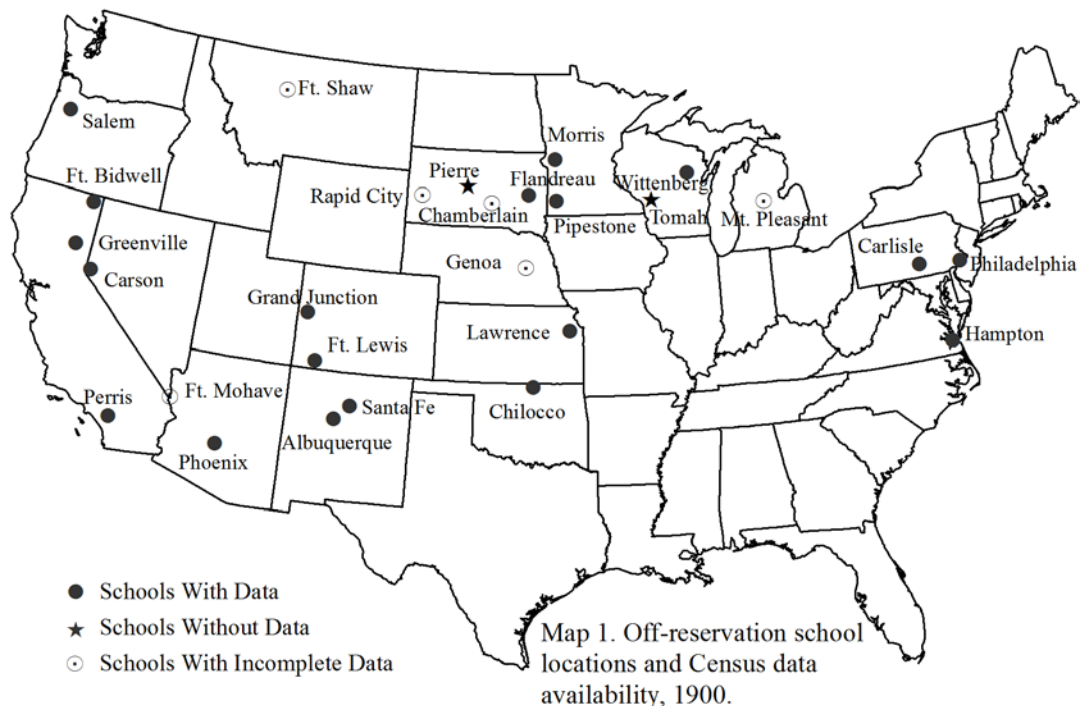 Ft. Shaw
Salem
Morris
Pierre
Ft. Bidwell
Rapid City
Flandreau
Wittenberg
Chamberlain
Tomah
Mt. Pleasant
Pipestone
Greenville
Carlisle
Genoa
Philadelphia
Carson
Grand Junction
Lawrence
Hampton
Ft. Lewis
Ft. Mohave
Perris
Santa Fe
Chilocco
Albuquerque
Phoenix
Schools With Data
Schools Without Data
Schools With Incomplete Data
Map 1. Off-reservation school
locations and Census data
availability, 1900.